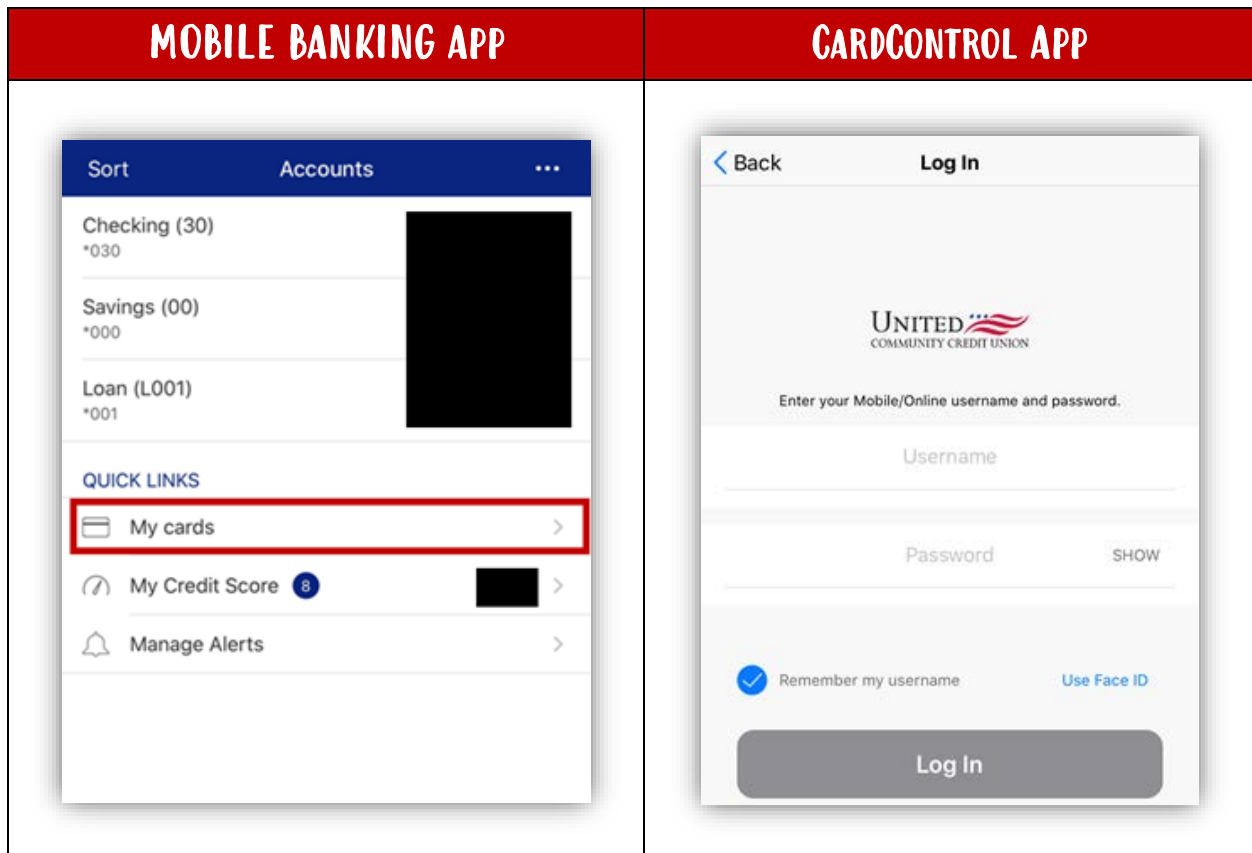 MOBILE BANKING APP
CARDCONTROL APP
Sort Accounts ...
Checking (30)
*030
Savings (00)
*000
Loan (L001)
*001
QUICK LINKS
My cards
My Credit Score 8
Manage Alerts
Back Log In
UNITED
COMMUNITY CREDIT UNION
Enter your Mobile/Online username and password.
Username
Password SHOW
Remember my username Use Face ID
Log In